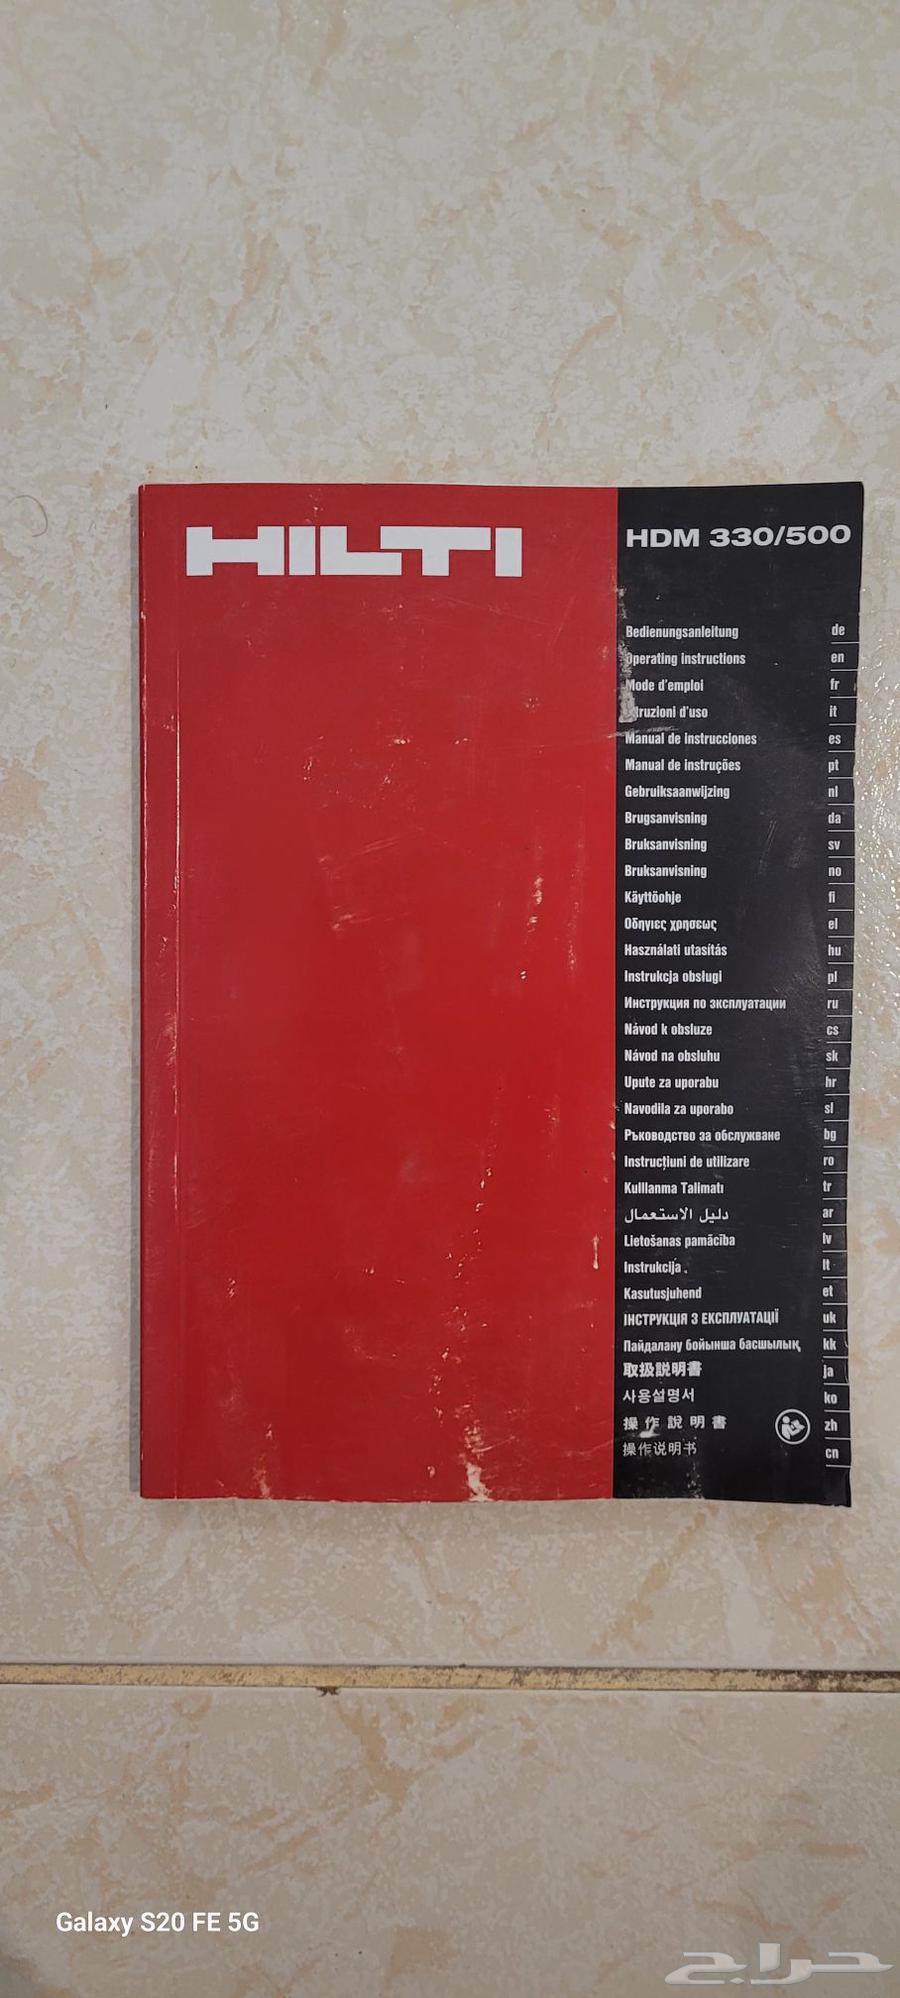 HILTI
HDM 330/500
Bedienungsanleitung de
Operating instructions en
Mode d'emploi fr
Istruzioni d'uso it
Manual de instrucciones es
Manual de instruções pt
Gebruiksaanwijzing nl
Brugsanvisning da
Bruksanvisning sv
Bruksanvisning no
Käyttöohje fi
Οδηγιες χρησεως el
Használati utasítás hu
Instrukcja obsługi pl
Инструкция по эксплуатации ru
Návod k obsluze cs
Návod na obsluhu sk
Upute za uporabu hr
Navodila za uporabo sl
Ръководство за обслужване bg
Instrucțiuni de utilizare ro
Kulllanma Talimatı tr
دليل الاستعمال ar
Lietošanas pamācība lv
Instrukcija lt
Kasutusjuhend et
ІНСТРУКЦІЯ З ЕКСПЛУАТАЦІЇ uk
Пайдалану бойынша басшылық kk
取扱説明書 ja
사용설명서 ko
操作說明書 zh
操作说明书 cn
Galaxy S20 FE 5G
حراج